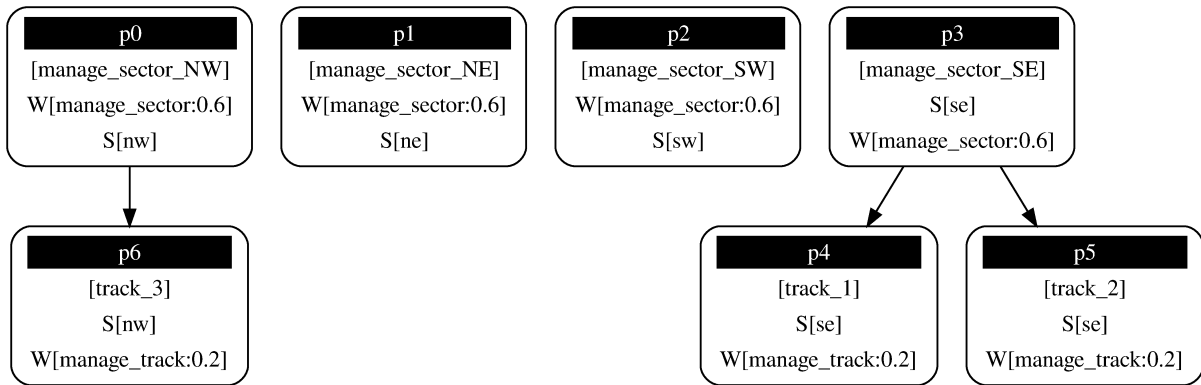 p0
[manage_sector_NW]
W[manage_sector:0.6]
S[nw]
p1
[manage_sector_NE]
W[manage_sector:0.6]
S[ne]
p2
[manage_sector_SW]
W[manage_sector:0.6]
S[sw]
p3
[manage_sector_SE]
S[se]
W[manage_sector:0.6]
p6
[track_3]
S[nw]
W[manage_track:0.2]
p4
[track_1]
S[se]
W[manage_track:0.2]
p5
[track_2]
S[se]
W[manage_track:0.2]